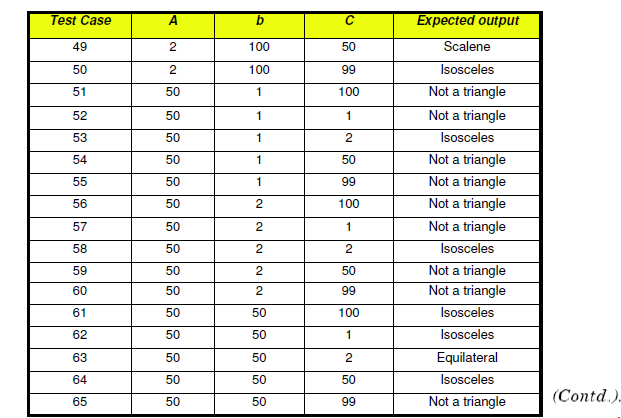 Test Case A b C Expected output
49 2 100 50 Scalene
50 2 100 99 Isosceles
51 50 1 100 Not a triangle
52 50 1 1 Not a triangle
53 50 1 2 Isosceles
54 50 1 50 Not a triangle
55 50 1 99 Not a triangle
56 50 2 100 Not a triangle
57 50 2 1 Not a triangle
58 50 2 2 Isosceles
59 50 2 50 Not a triangle
60 50 2 99 Not a triangle
61 50 50 100 Isosceles
62 50 50 1 Isosceles
63 50 50 2 Equilateral
64 50 50 50 Isosceles
65 50 50 99 Not a triangle
(Contd.).